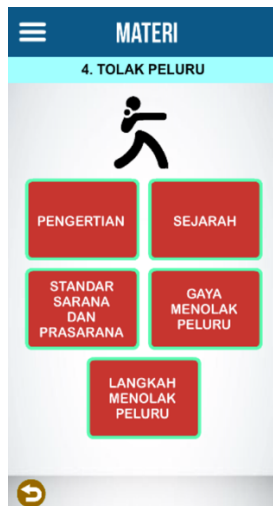 MATERI
4. TOLAK PELURU
PENGERTIAN
SEJARAH
STANDAR
SARANA
DAN
PRASARANA
GAYA
MENOLAK
PELURU
LANGKAH
MENOLAK
PELURU